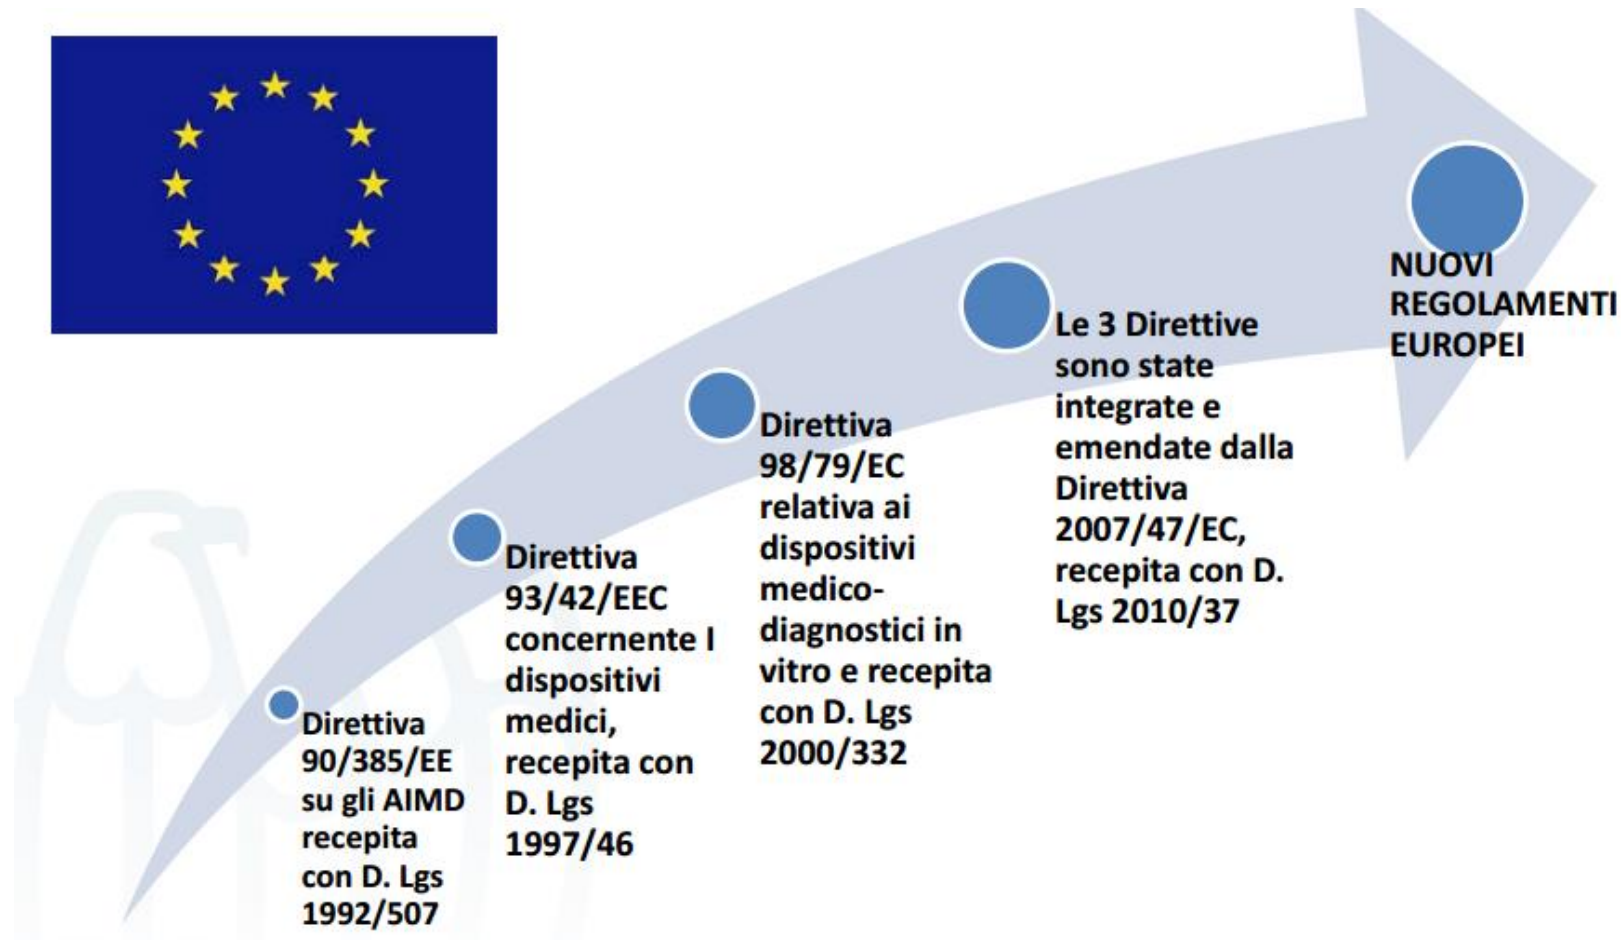 Direttiva
90/385/EE
su gli AIMD
recepita
con D. Lgs
1992/507
Direttiva
93/42/EEC
concernente I
dispositivi
medici,
recepita con
D. Lgs
1997/46
Direttiva
98/79/EC
relativa ai
dispositivi
medico-
diagnostici in
vitro e recepita
con D. Lgs
2000/332
Le 3 Direttive
sono state
integrate e
emendate dalla
Direttiva
2007/47/EC,
recepita con D.
Lgs 2010/37
NUOVI
REGOLAMENTI
EUROPEI